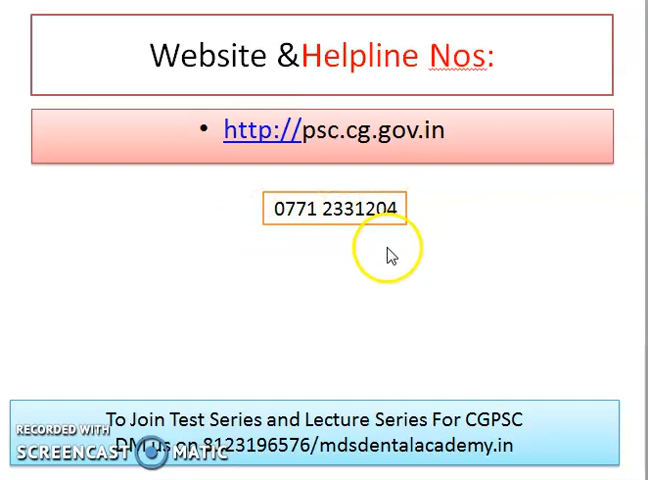 Website &Helpline Nos:
• http://psc.cg.gov.in
0771 2331204
To Join Test Series and Lecture Series For CGPSC
DM us on 8123196576/mdsdentalacademy.in
RECORDED WITH
SCREENCAST MATIC